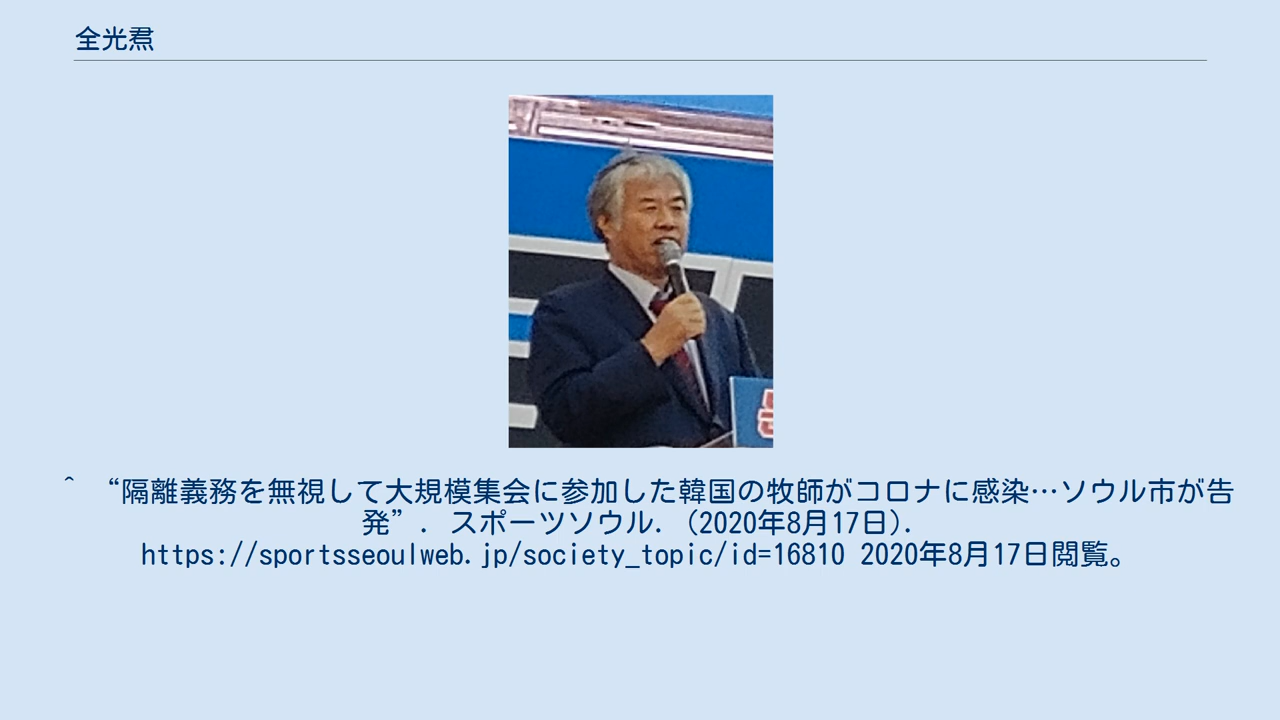 全光焄
^ “隔離義務を無視して大規模集会に参加した韓国の牧師がコロナに感染…ソウル市が告
発”. スポーツソウル. (2020年8月17日).
https://sportsseoulweb.jp/society_topic/id=16810 2020年8月17日閲覧。